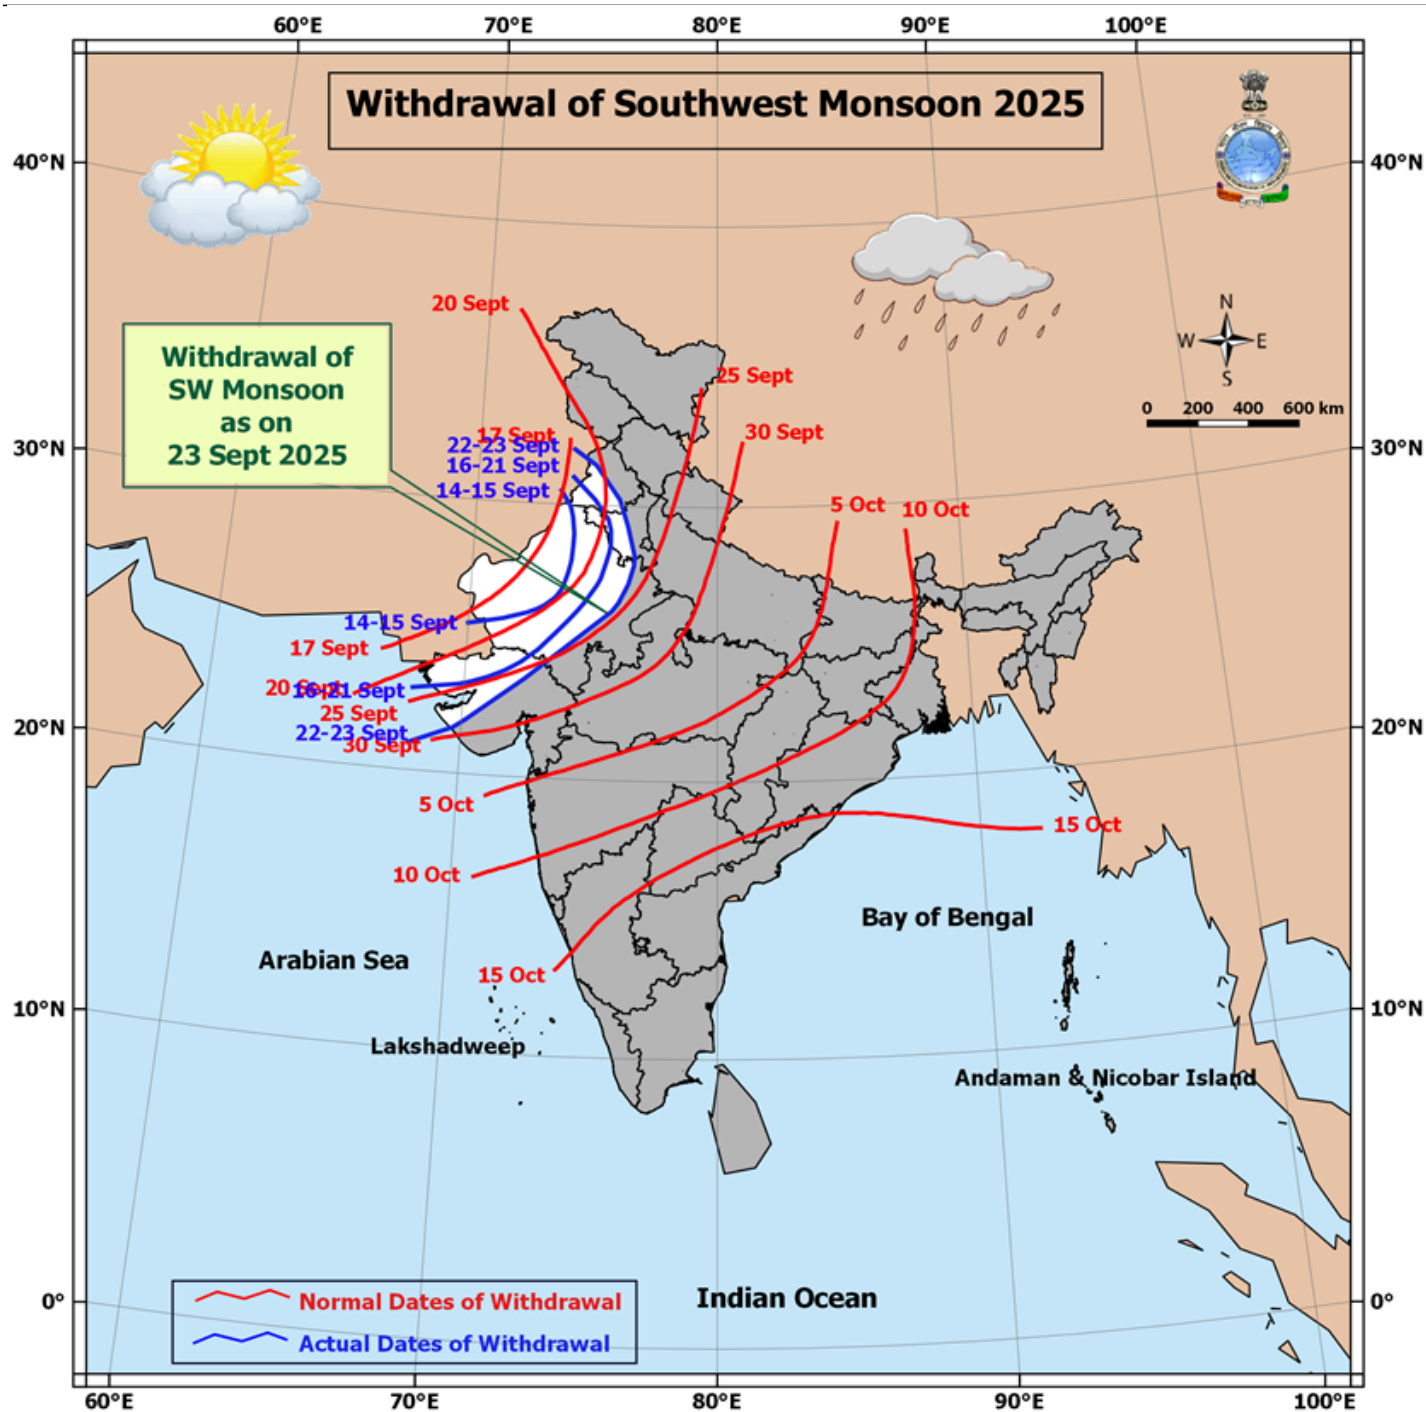 60°E 70°E 80°E 90°E 100°E
Withdrawal of Southwest Monsoon 2025
40°N 40°N
20 Sept
N
W E
S
Withdrawal of
SW Monsoon
as on
23 Sept 2025
25 Sept
0 200 400 600 km
30 Sept
17 Sept
22-23 Sept
30°N 30°N
16-21 Sept
14-15 Sept
5 Oct 10 Oct
14-15 Sept
17 Sept
20 Sept
16-21 Sept
25 Sept
22-23 Sept
20°N 20°N
30 Sept
5 Oct
15 Oct
10 Oct
Bay of Bengal
Arabian Sea
15 Oct
10°N 10°N
Lakshadweep
Andaman & Nicobar Island
Indian Ocean
0° 0°
Normal Dates of Withdrawal
Actual Dates of Withdrawal
60°E 70°E 80°E 90°E 100°E